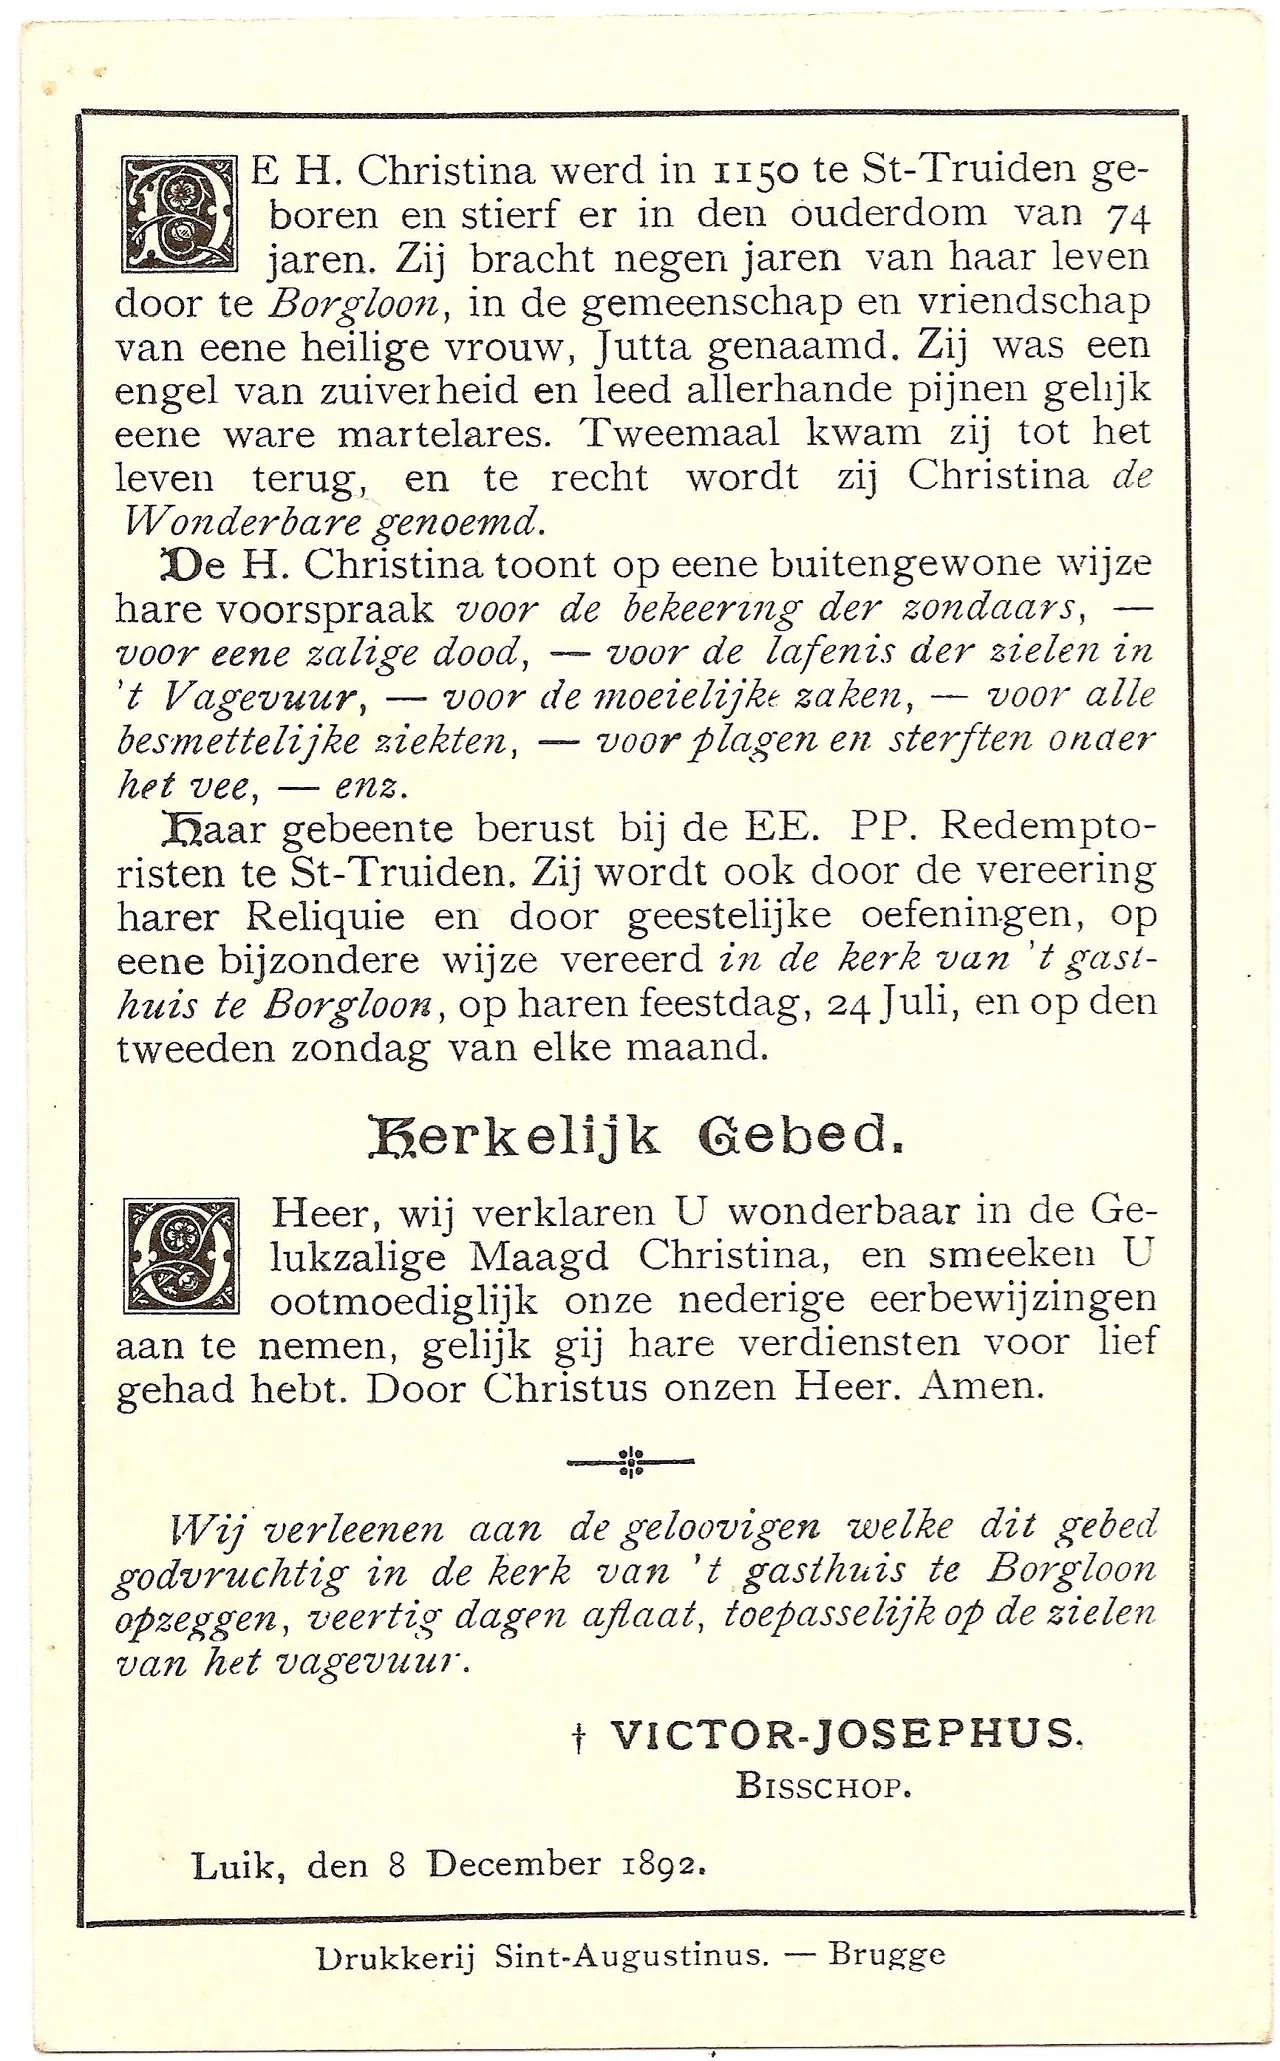 DE H. Christina werd in 1150 te St-Truiden ge-
boren en stierf er in den ouderdom van 74
jaren. Zij bracht negen jaren van haar leven
door te Borgloon, in de gemeenschap en vriendschap
van eene heilige vrouw, Jutta genaamd. Zij was een
engel van zuiverheid en leed allerhande pijnen gelijk
eene ware martelares. Tweemaal kwam zij tot het
leven terug, en te recht wordt zij Christina de
Wonderbare genoemd.
De H. Christina toont op eene buitengewone wijze
hare voorspraak voor de bekeering der zondaars, —
voor eene zalige dood, — voor de lafenis der zielen in
't Vagevuur, — voor de moeielijke zaken, — voor alle
besmettelijke ziekten, — voor plagen en sterften onder
het vee, — enz.
Haar gebeente berust bij de EE. PP. Redempto-
risten te St-Truiden. Zij wordt ook door de vereering
harer Reliquie en door geestelijke oefeningen, op
eene bijzondere wijze vereerd in de kerk van 't gast-
huis te Borgloon, op haren feestdag, 24 Juli, en op den
tweeden zondag van elke maand.
Kerkelijk Gebed.
O Heer, wij verklaren U wonderbaar in de Ge-
lukzalige Maagd Christina, en smeeken U
ootmoediglijk onze nederige eerbewijzingen
aan te nemen, gelijk gij hare verdiensten voor lief
gehad hebt. Door Christus onzen Heer. Amen.
Wij verleenen aan de geloovigen welke dit gebed
godvruchtig in de kerk van 't gasthuis te Borgloon
opzeggen, veertig dagen aflaat, toepasselijk op de zielen
van het vagevuur.
† VICTOR-JOSEPHUS.
BISSCHOP.
Luik, den 8 December 1892.
Drukkerij Sint-Augustinus. — Brugge